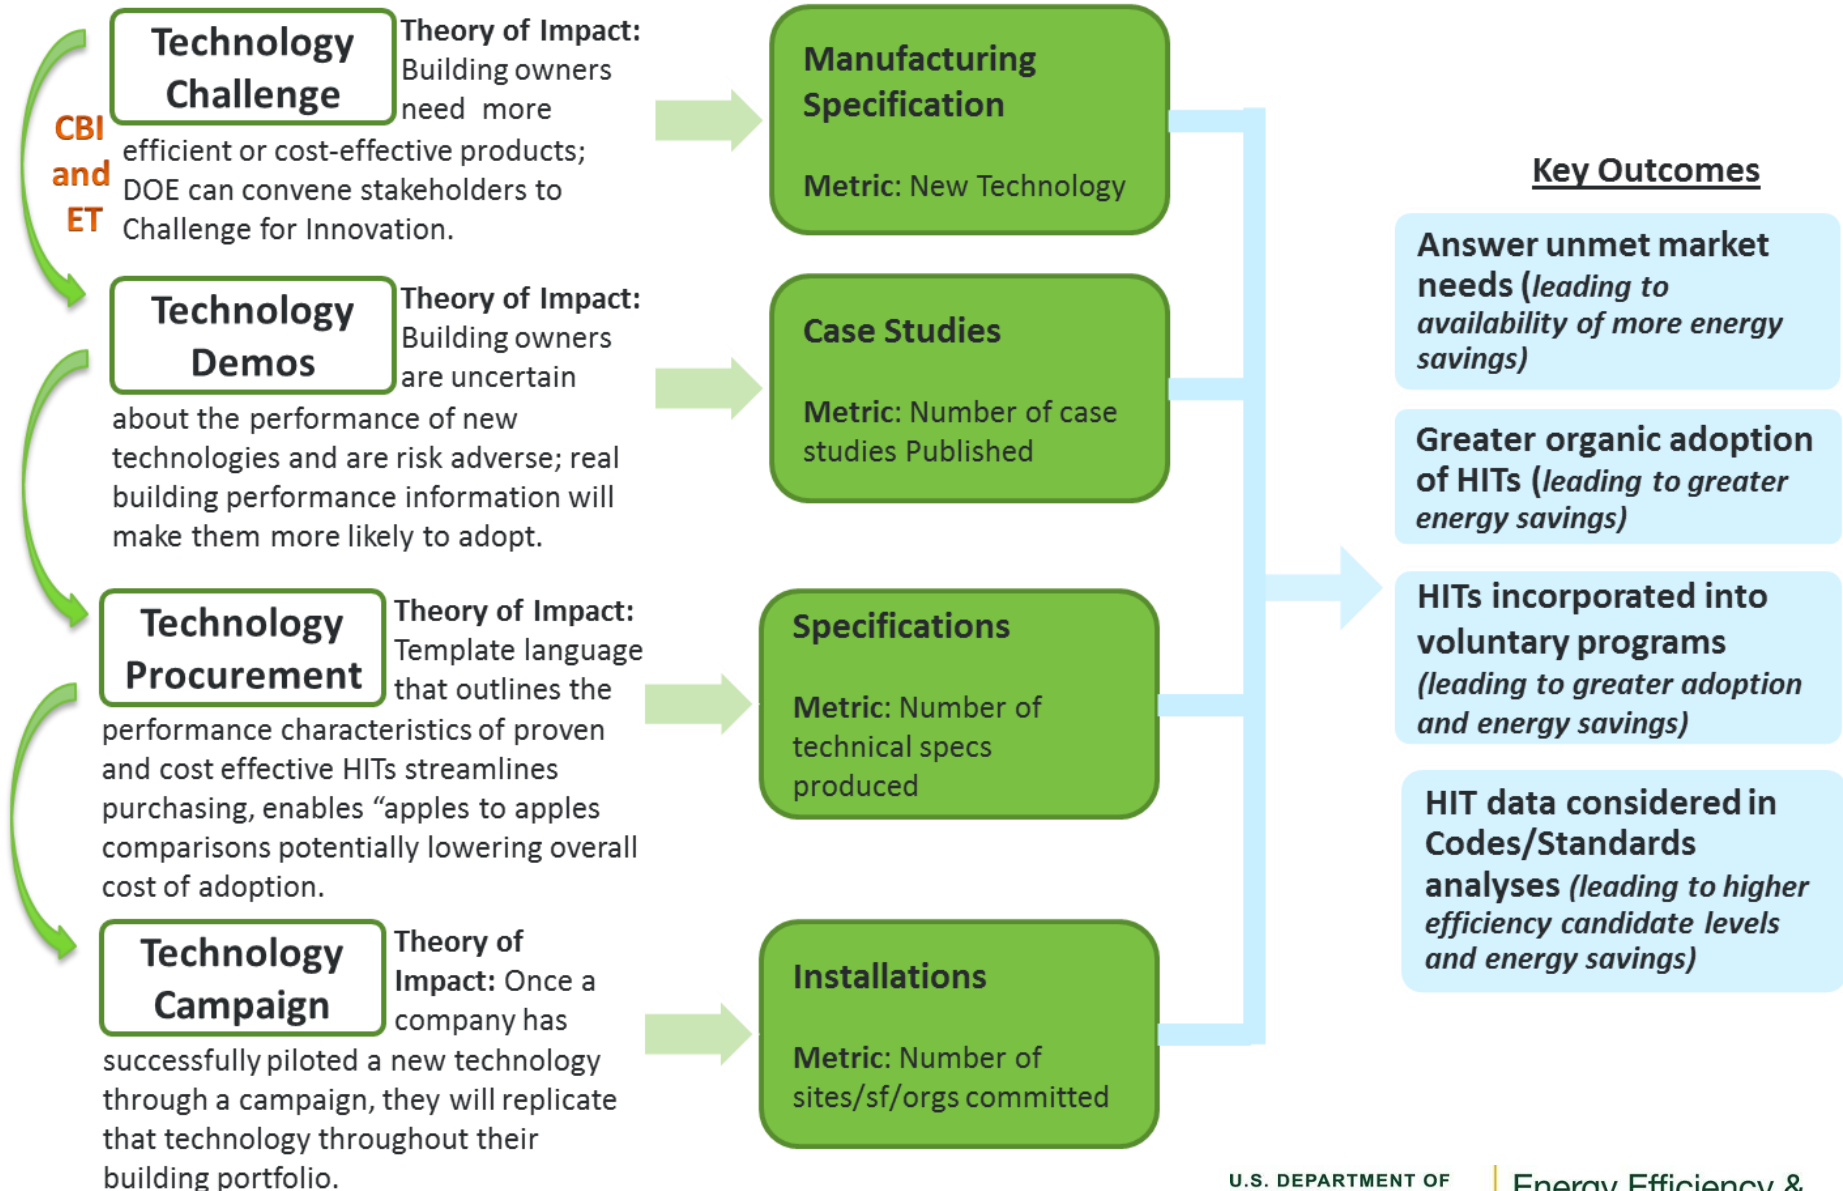 Technology
Challenge
Theory of Impact:
Building owners
need more
efficient or cost-effective products;
DOE can convene stakeholders to
Challenge for Innovation.
CBI
and
ET
Manufacturing
Specification
Metric: New Technology
Technology
Demos
Theory of Impact:
Building owners
are uncertain
about the performance of new
technologies and are risk adverse; real
building performance information will
make them more likely to adopt.
Case Studies
Metric: Number of case
studies Published
Technology
Procurement
Theory of Impact:
Template language
that outlines the
performance characteristics of proven
and cost effective HITs streamlines
purchasing, enables “apples to apples
comparisons potentially lowering overall
cost of adoption.
Specifications
Metric: Number of
technical specs
produced
Technology
Campaign
Theory of
Impact: Once a
company has
successfully piloted a new technology
through a campaign, they will replicate
that technology throughout their
building portfolio.
Installations
Metric: Number of
sites/sf/orgs committed
Key Outcomes
Answer unmet market
needs (leading to
availability of more energy
savings)
Greater organic adoption
of HITs (leading to greater
energy savings)
HITs incorporated into
voluntary programs
(leading to greater adoption
and energy savings)
HIT data considered in
Codes/Standards
analyses (leading to higher
efficiency candidate levels
and energy savings)
U.S. DEPARTMENT OF
Energy Efficiency &